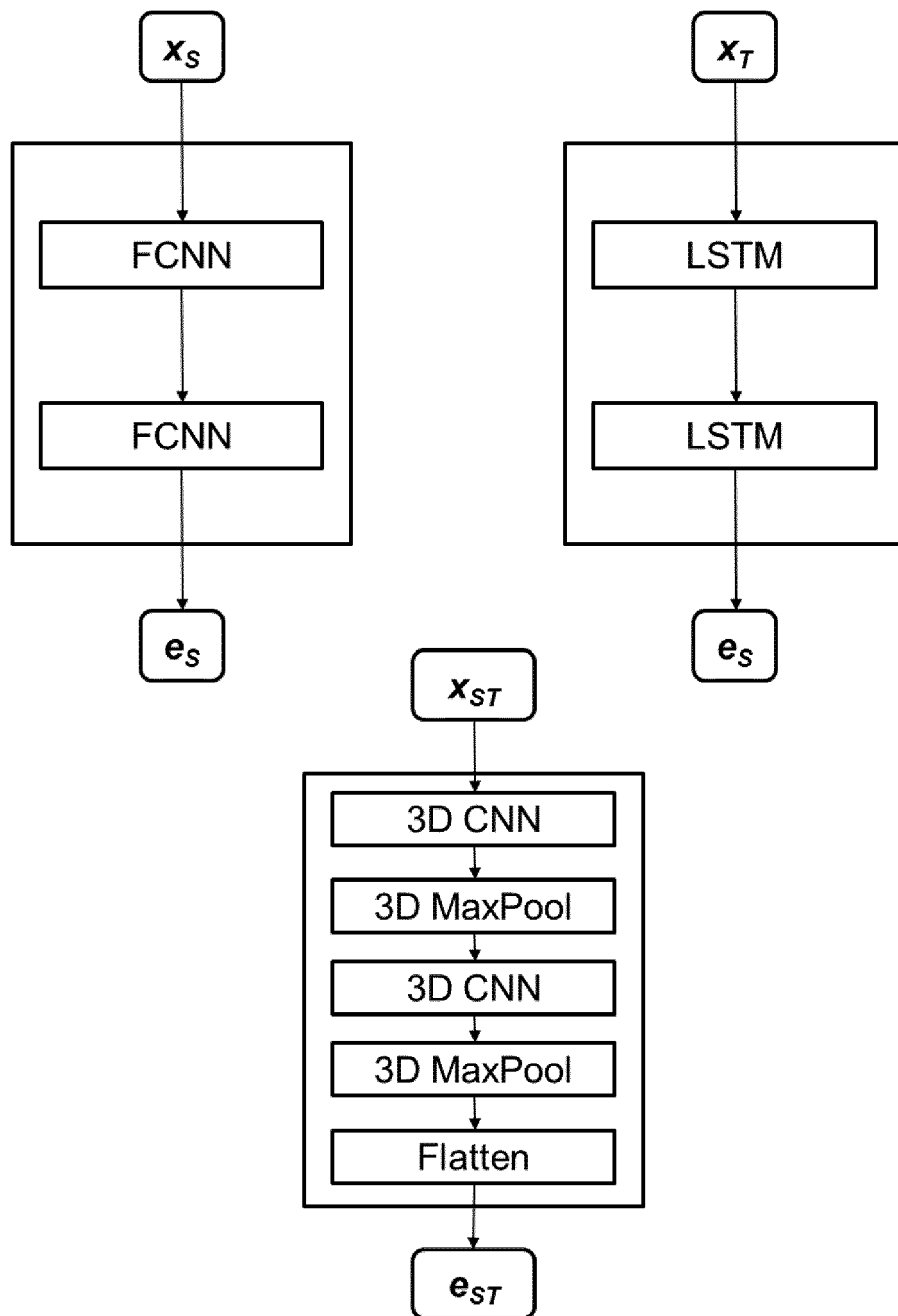 x_S
FCNN
FCNN
e_S
x_T
LSTM
LSTM
e_S
x_ST
3D CNN
3D MaxPool
3D CNN
3D MaxPool
Flatten
e_ST